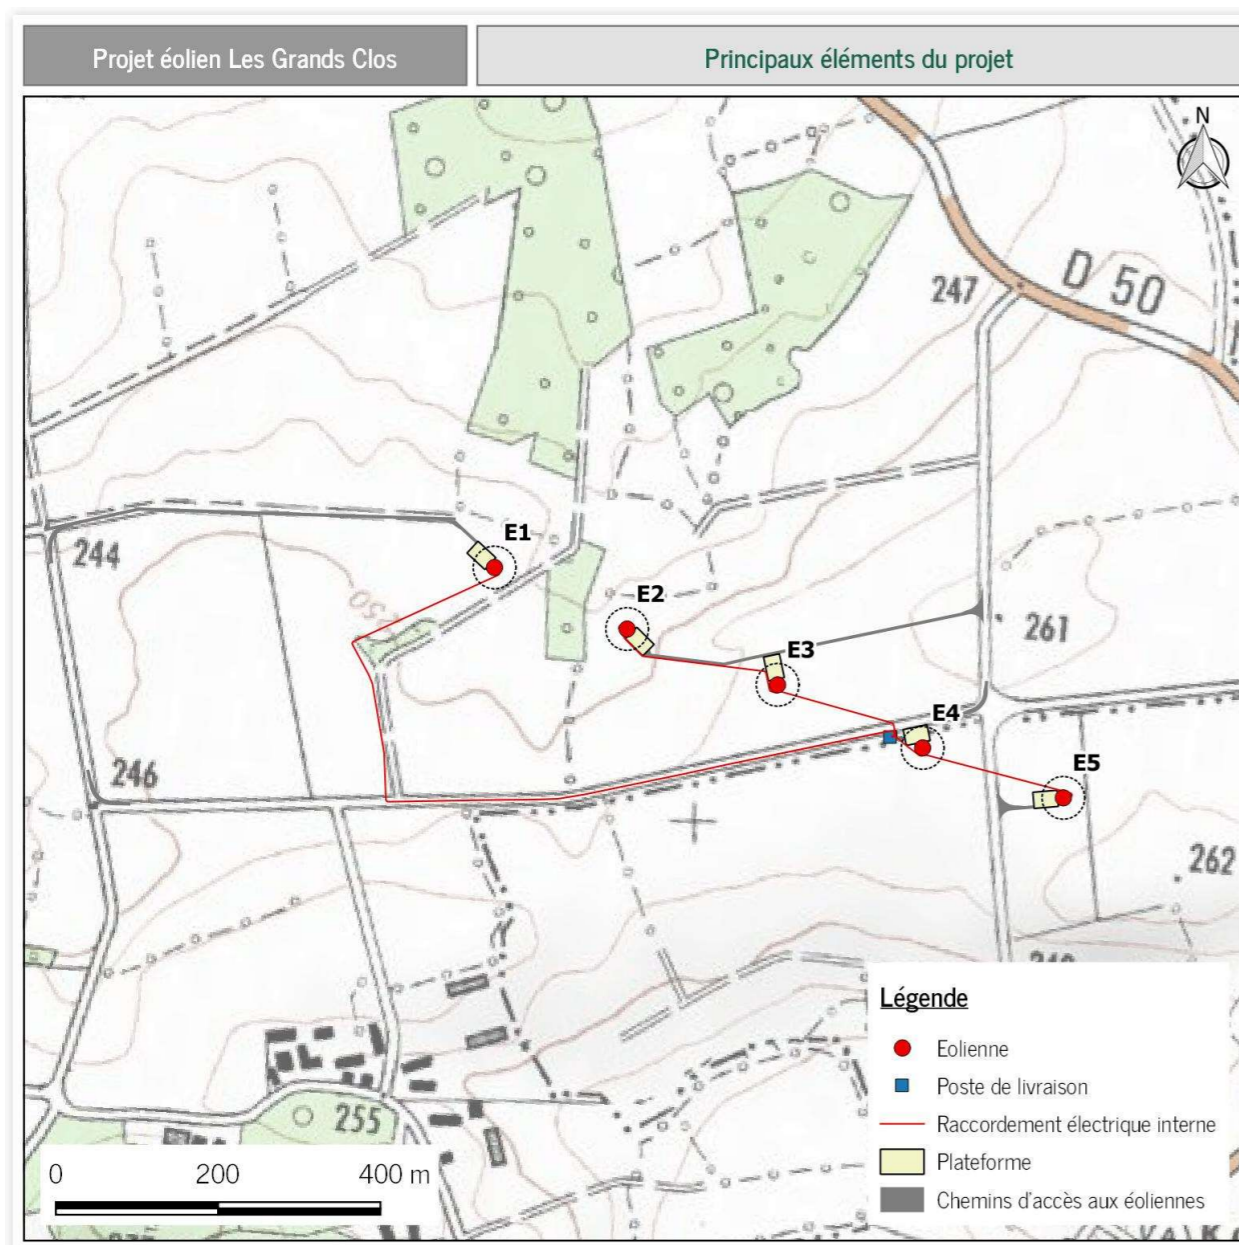 Projet éolien Les Grands Clos
Principaux éléments du projet
N
D 50
247
E1
244
50
E2
261
E3
E4
246
E5
262
Légende
Eolienne
Poste de livraison
255
Raccordement électrique interne
0 200 400 m
Plateforme
Chemins d'accès aux éoliennes